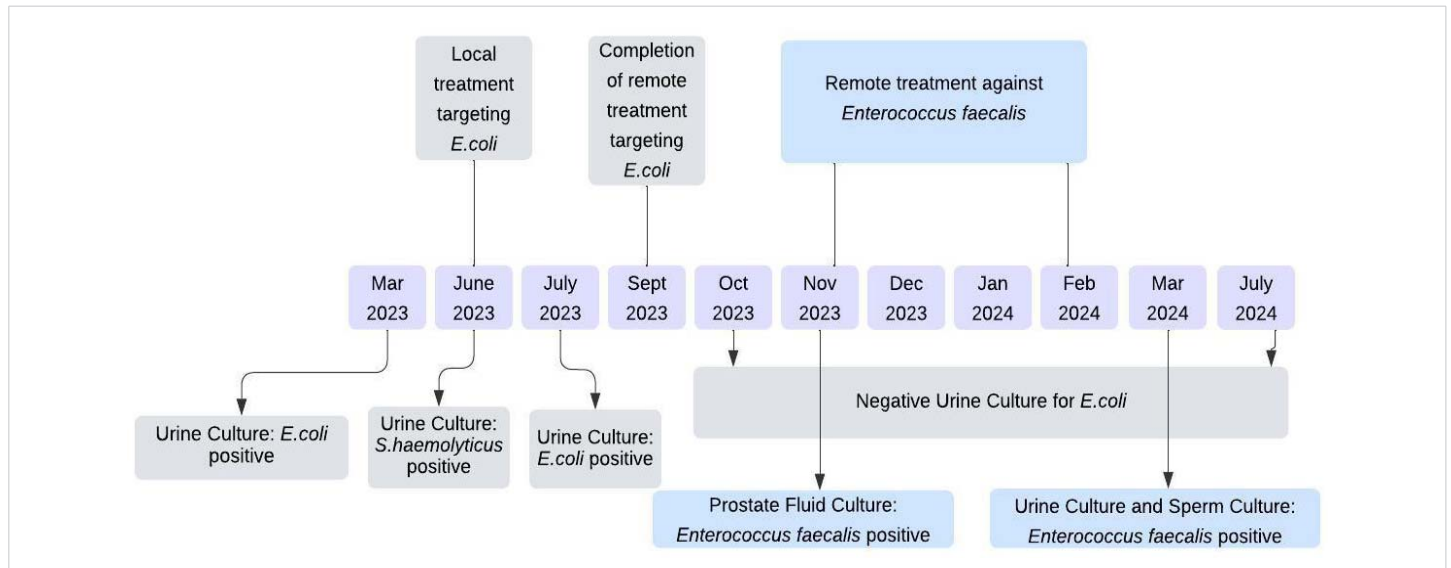 Local
treatment
targeting
E.coli
Completion
of remote
treatment
targeting
E.coli
Remote treatment against
Enterococcus faecalis
Mar
2023
June
2023
July
2023
Sept
2023
Oct
2023
Nov
2023
Dec
2023
Jan
2024
Feb
2024
Mar
2024
July
2024
Urine Culture: E.coli
positive
Urine Culture:
S.haemolyticus
positive
Urine Culture:
E.coli positive
Negative Urine Culture for E.coli
Prostate Fluid Culture:
Enterococcus faecalis positive
Urine Culture and Sperm Culture:
Enterococcus faecalis positive